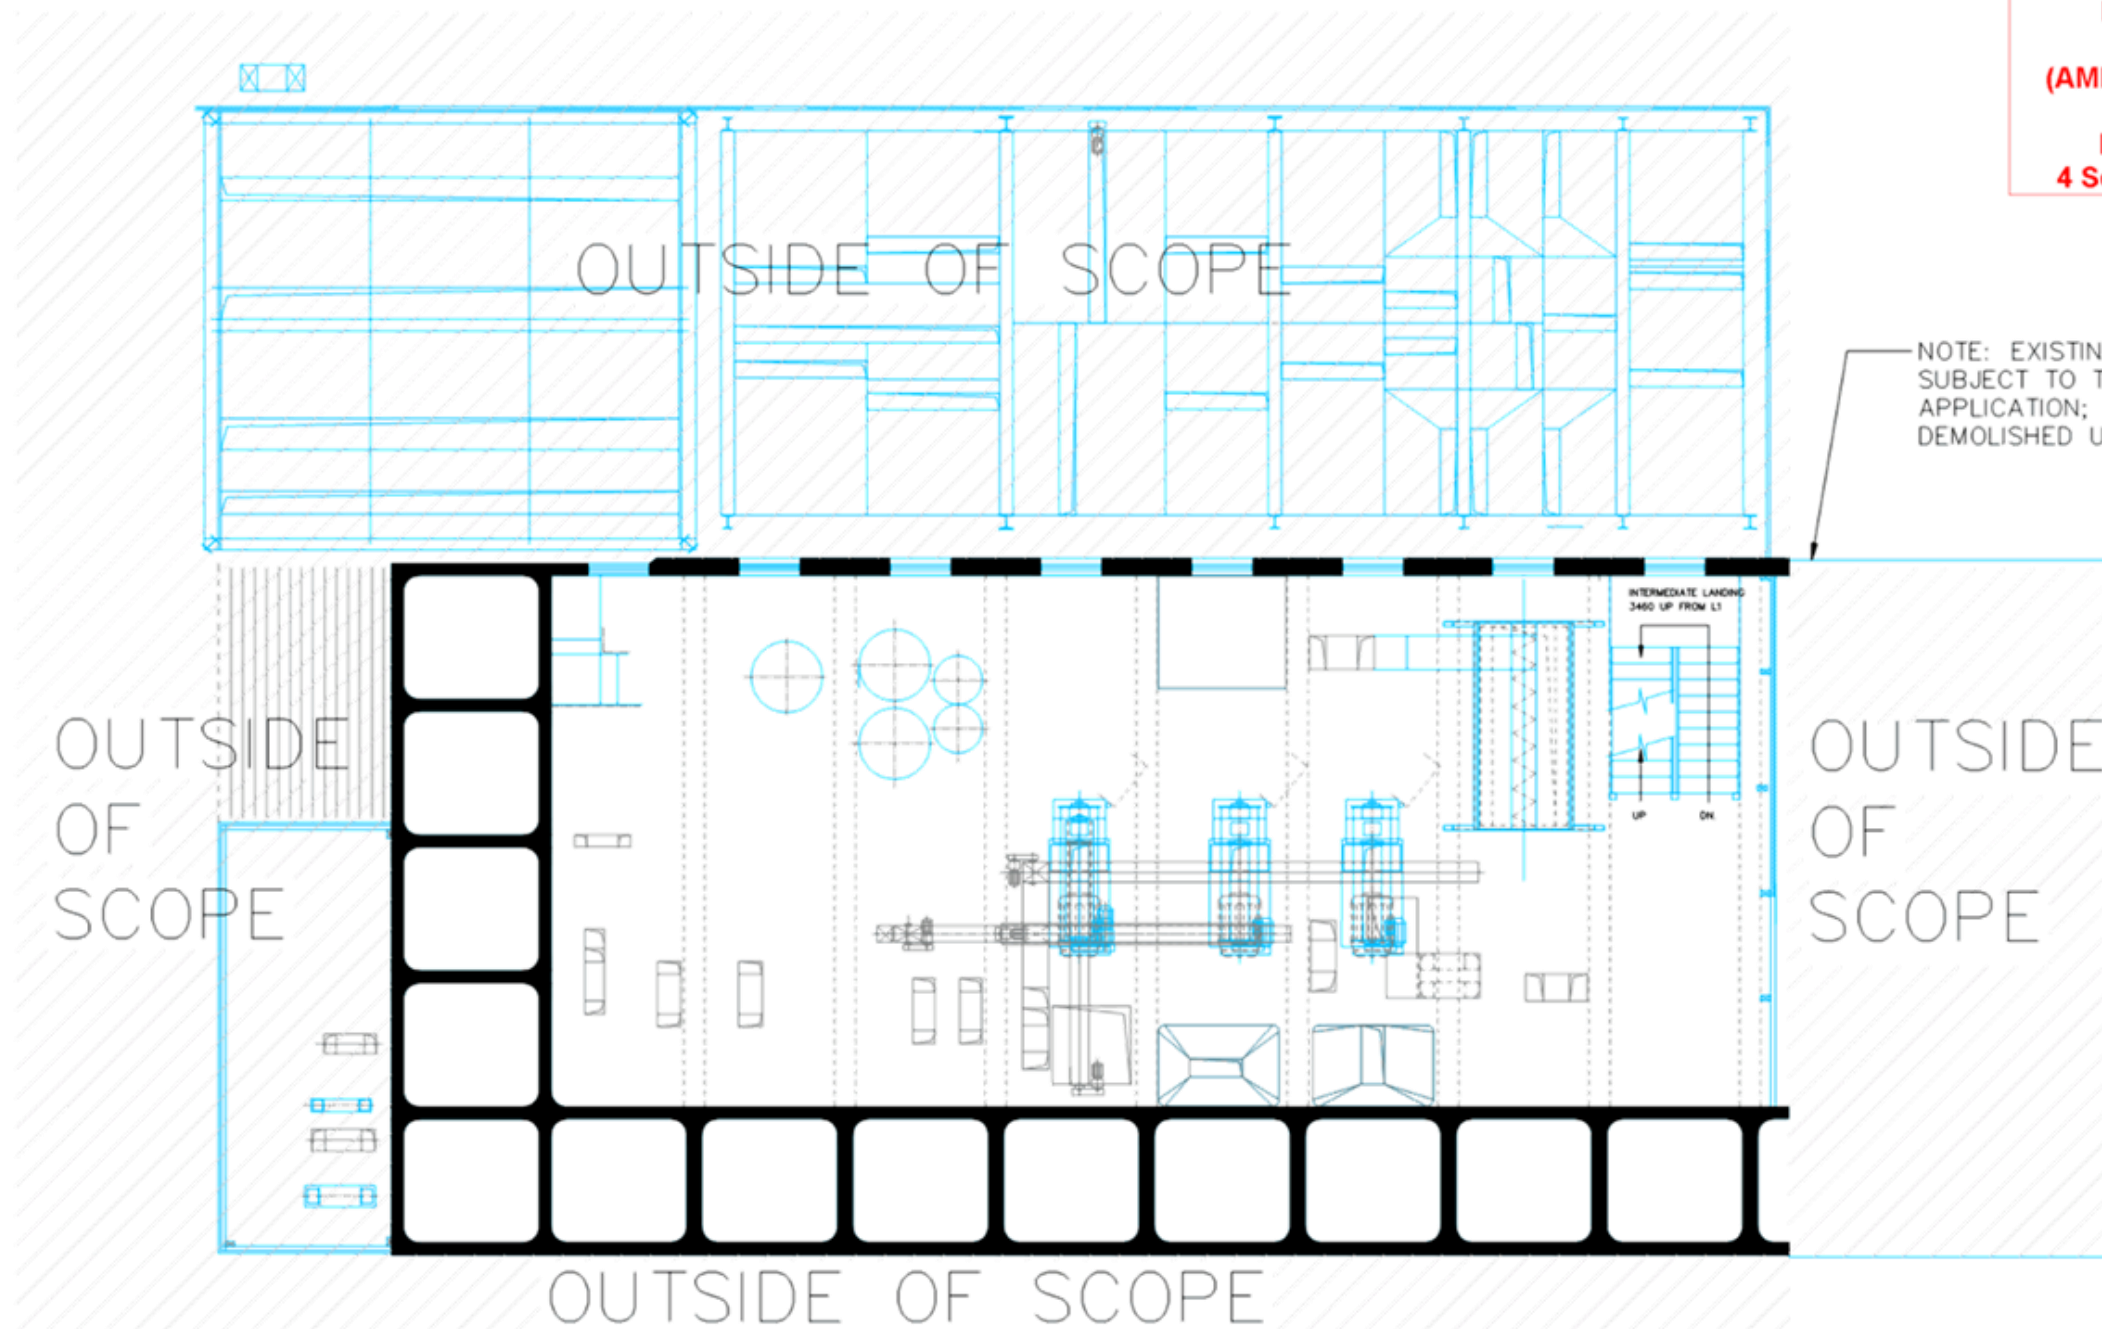 (AM
4 S
OUTSIDE OF SCOPE
NOTE: EXISTIN
SUBJECT TO T
APPLICATION;
DEMOLISHED U
INTERMEDIATE LANDING
3460 UP FROM L1
UP
DN.
OUTSIDE
OF
SCOPE
OUTSIDE
OF
SCOPE
OUTSIDE OF SCOPE